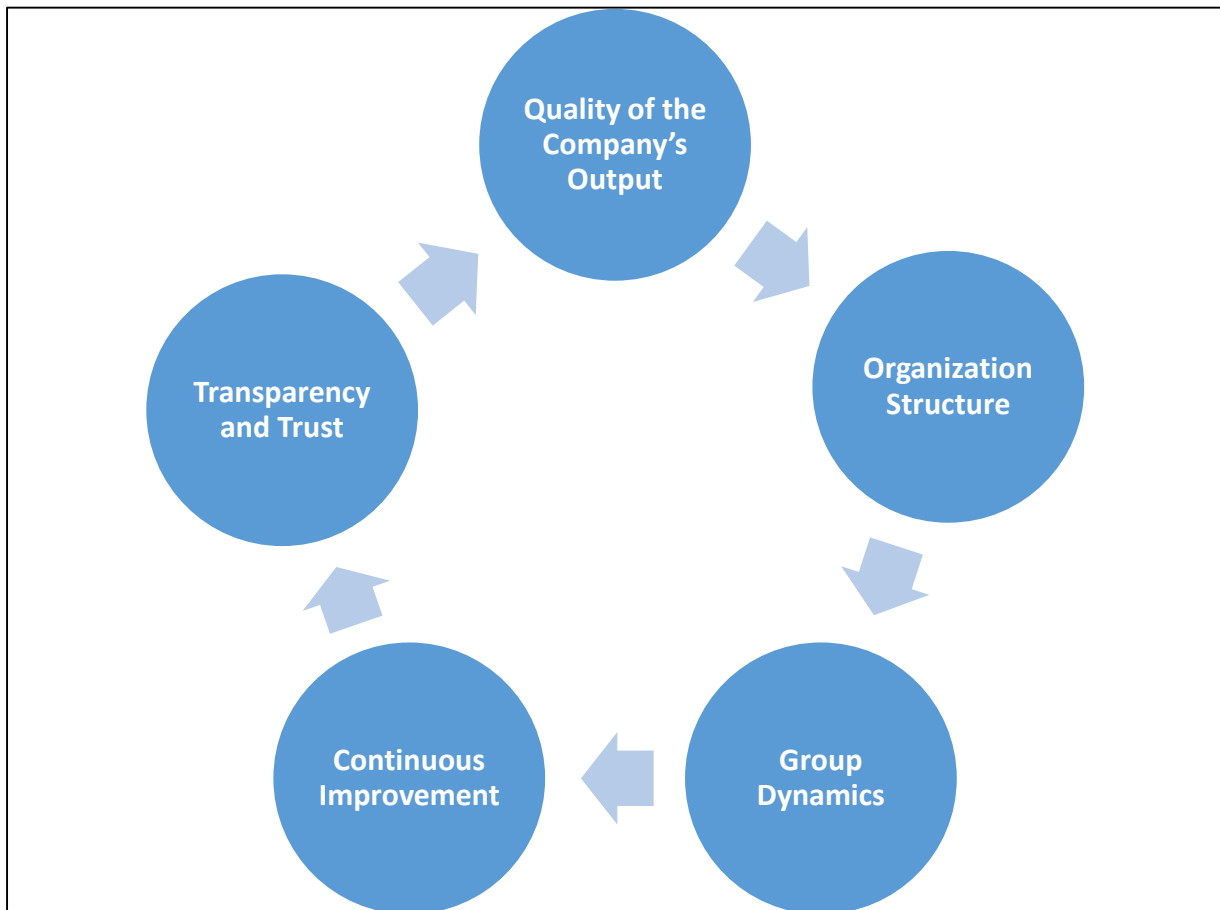 Quality of the
Company’s
Output
Organization
Structure
Group
Dynamics
Continuous
Improvement
Transparency
and Trust